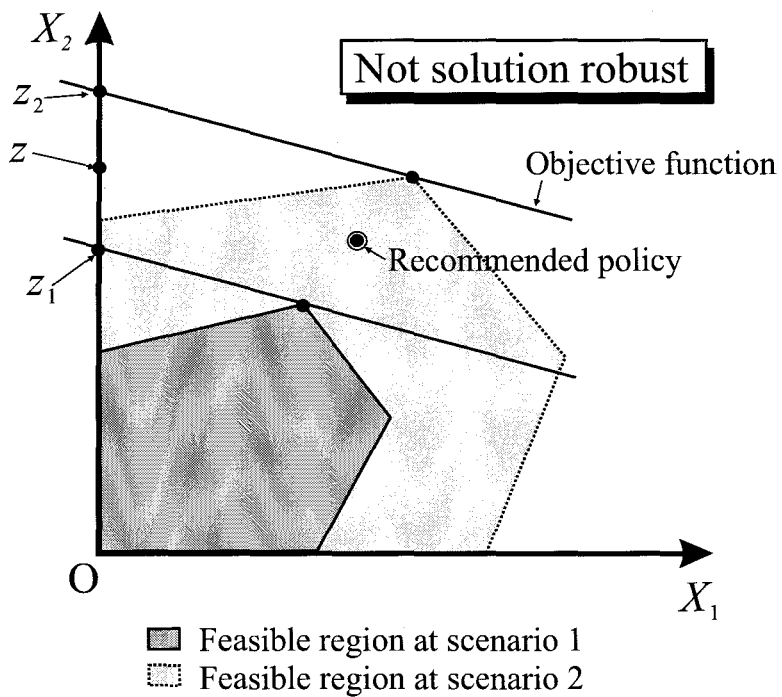 X₂
Not solution robust
z₂
z
Objective function
Recommended policy
z₁
O
X₁
Feasible region at scenario 1
Feasible region at scenario 2